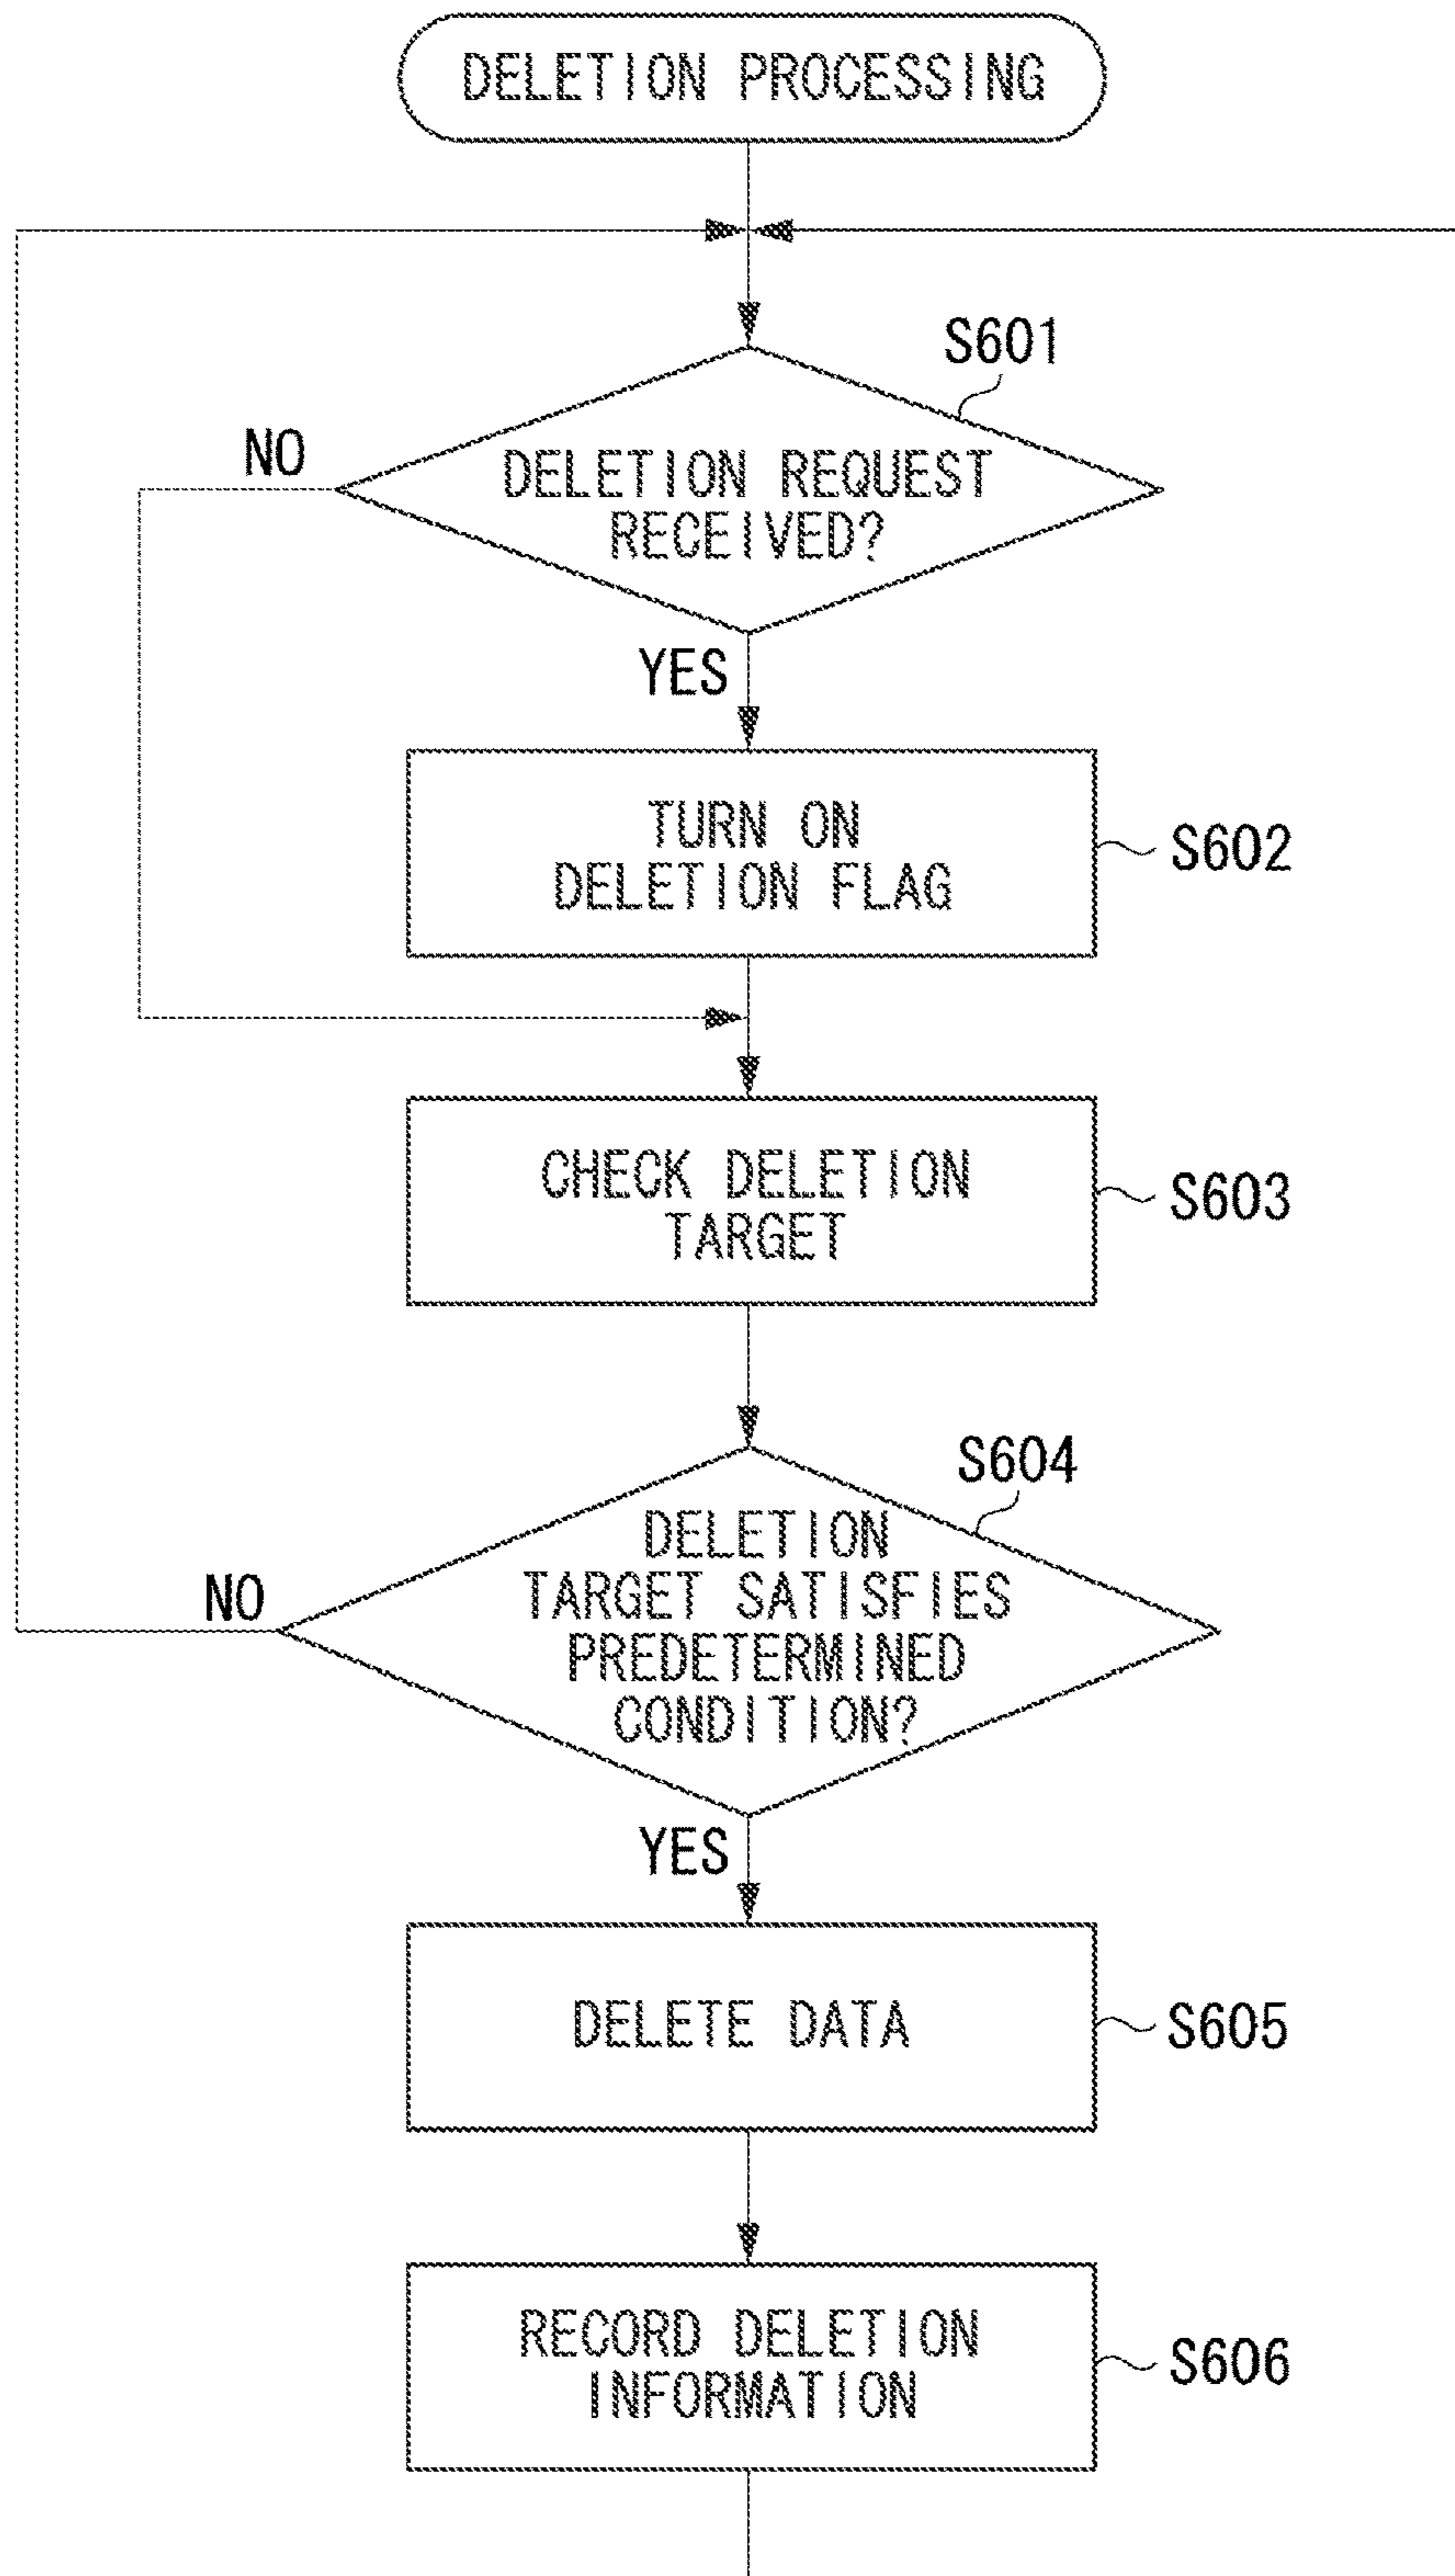 DELETION PROCESSING
S601
NO
DELETION REQUEST
RECEIVED?
YES
TURN ON
DELETION FLAG
S602
CHECK DELETION
TARGET
S603
S604
DELETION
TARGET SATISFIES
PREDETERMINED
CONDITION?
NO
YES
DELETE DATA
S605
RECORD DELETION
INFORMATION
S606